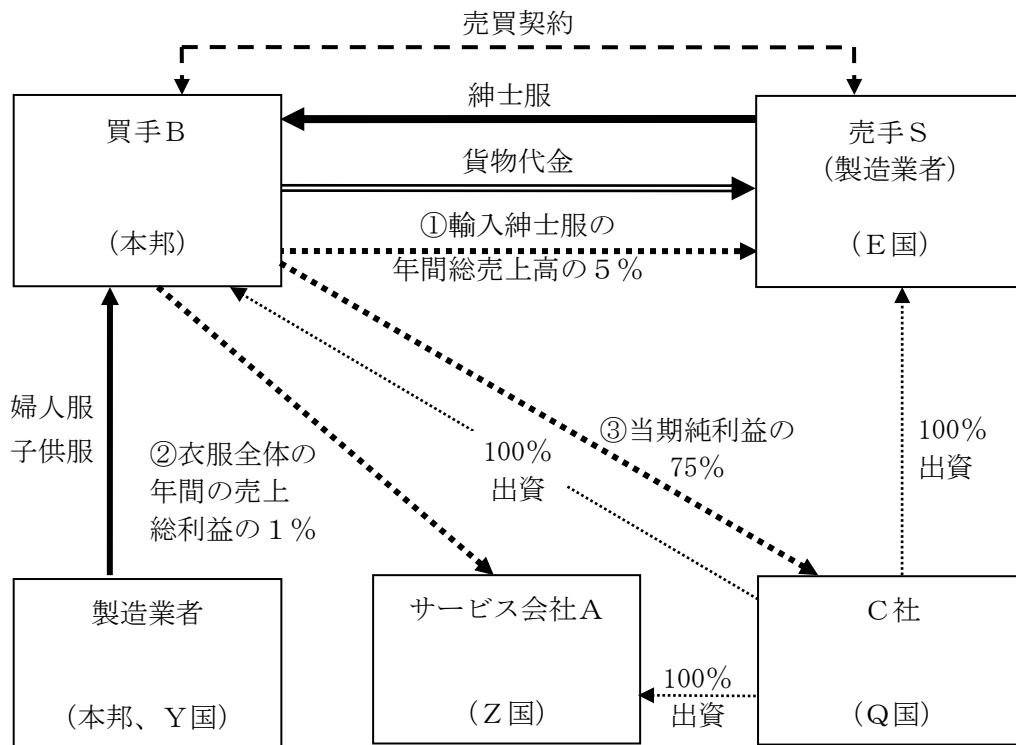 売買契約
買手Ｂ
（本邦）
紳士服
貨物代金
①輸入紳士服の
年間総売上高の５％
売手Ｓ
（製造業者）
（Ｅ国）
婦人服
子供服
②衣服全体の
年間の売上
総利益の１％
100％
出資
③当期純利益の
75％
100％
出資
製造業者
（本邦、Ｙ国）
サービス会社Ａ
（Ｚ国）
100％
出資
Ｃ社
（Ｑ国）